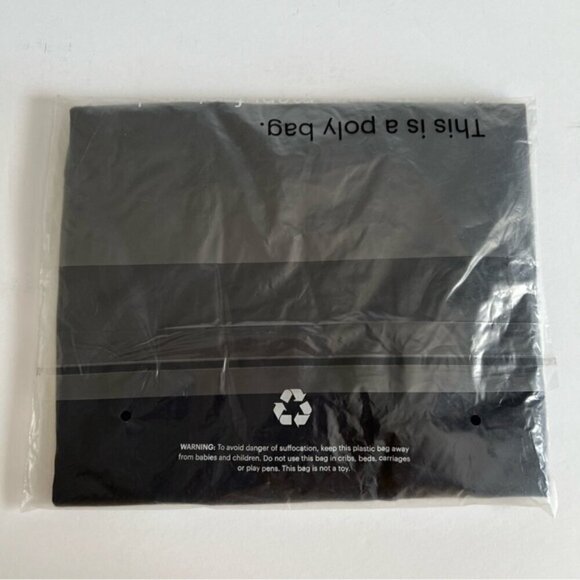 This is a poly bag.
WARNING: To avoid danger of suffocation, keep this plastic bag away
from babies and children. Do not use this bag in cribs, beds, carriages
or play pens. This bag is not a toy.